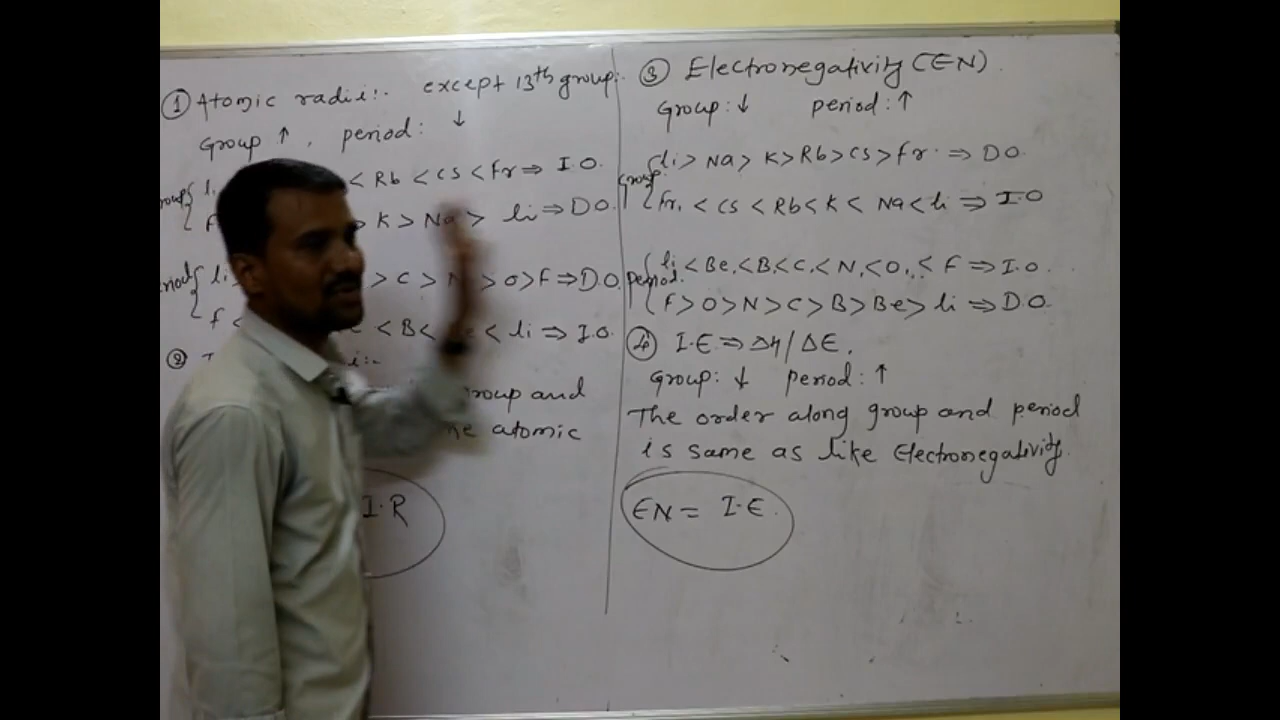 ① Atomic radii:- except 13th group:-
Group ↑ , period: ↓
group
< Rb < Cs < Fr ⇒ I.O.
> K > Na > li ⇒ D.O.
li > C > N > O > F ⇒ D.O.
F < < B < Be < li ⇒ I.O.
②
group and
atomic
I.R
③ Electronegativity (EN).
Group: ↓ period: ↑
Group
li > Na > K > Rb > Cs > Fr. ⇒ D.O.
Fr, < Cs < Rb < K < Na < li ⇒ I.O
period.
li < Be, < B < C, < N, < O, < F ⇒ I.O.
F > O > N > C > B > Be > li ⇒ D.O.
④ I.E ⇒ ΔH / ΔE.
Group: ↓ period: ↑
The order along group and period
is same as like Electronegativity.
EN = I.E.